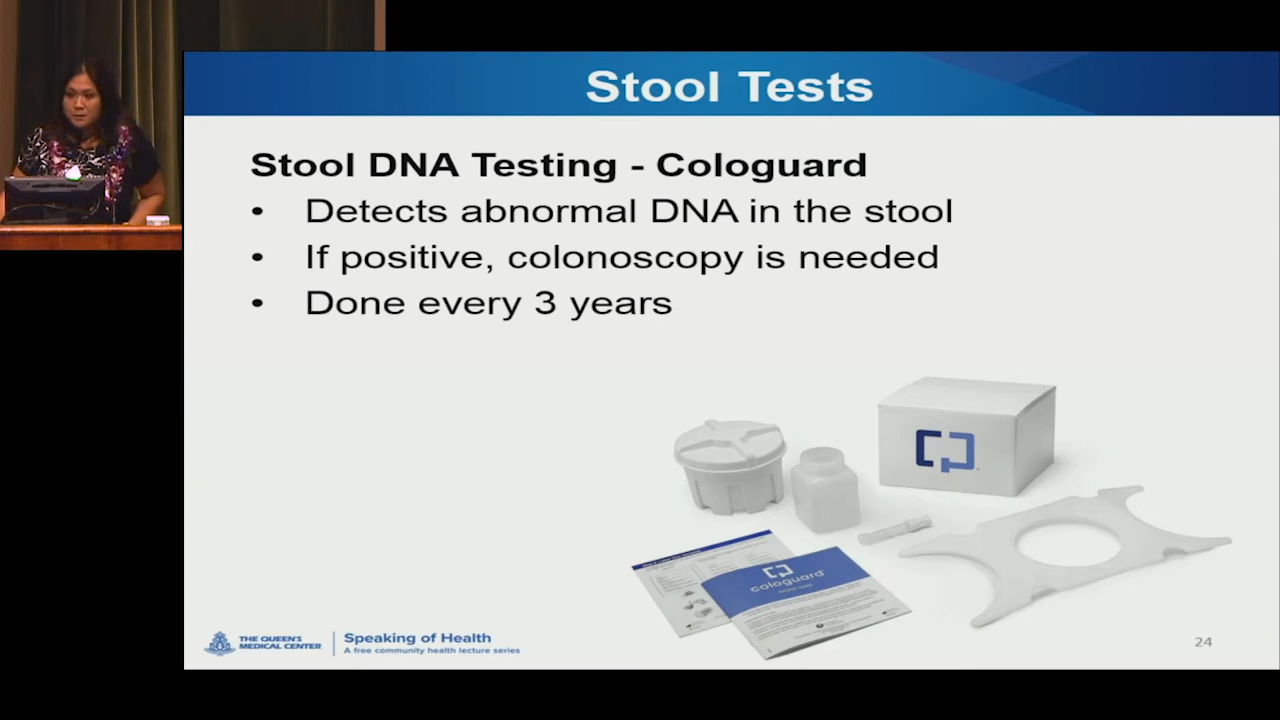 Stool Tests
Stool DNA Testing - Cologuard
• Detects abnormal DNA in the stool
• If positive, colonoscopy is needed
• Done every 3 years
cologuard
THE QUEEN'S
MEDICAL CENTER
Speaking of Health
A free community health lecture series
24